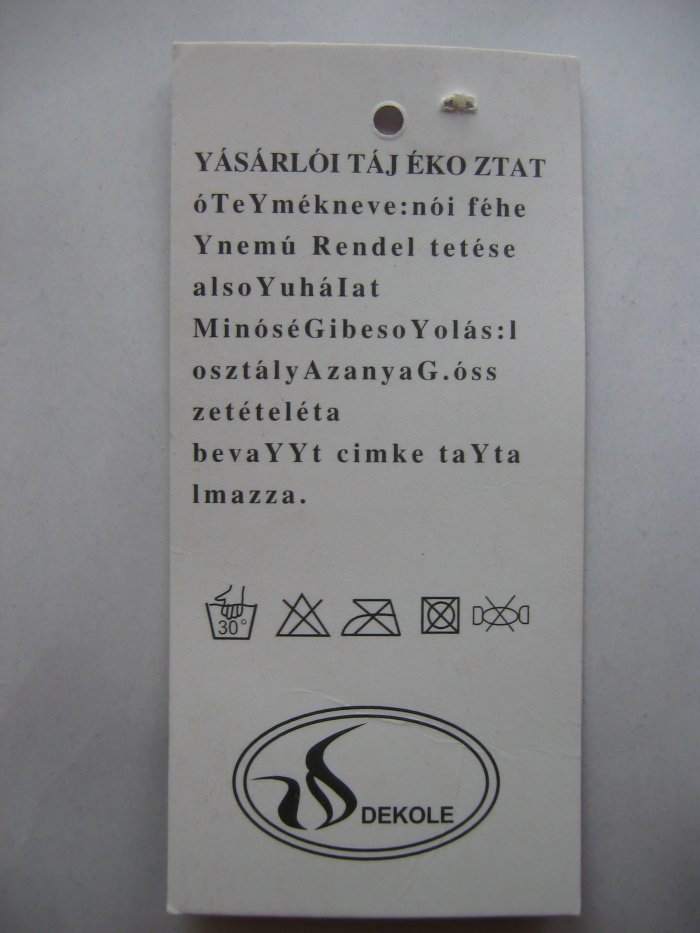 YÁSÁRLÓI TÁJ ÉKO ZTAT
óTeYmékneve:nói féhe
Ynemú Rendel tetése
alsoYuháIat
MinóséGibesoYolás:l
osztályAzanyaG.óss
zetételéta
bevaYYt cimke taYta
lmazza.
30°
DEKOLE